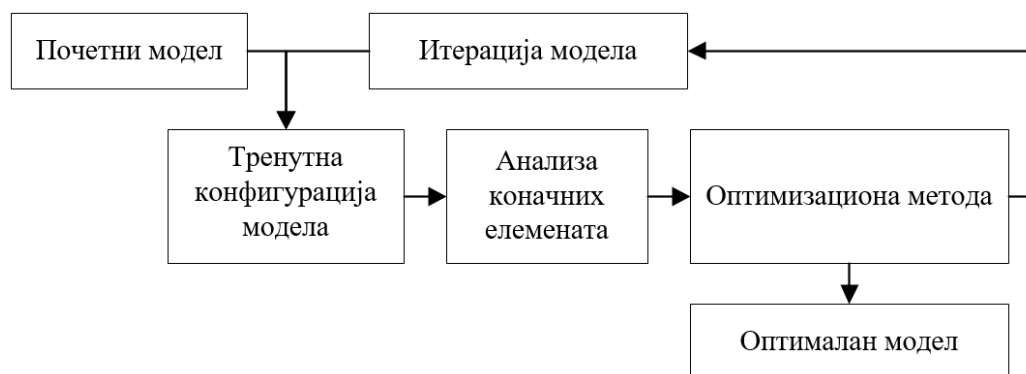 Почетни модел
Итерација модела
Тренутна
конфигурација
модела
Анализа
коначних
елемената
Оптимизациона метода
Оптималан модел